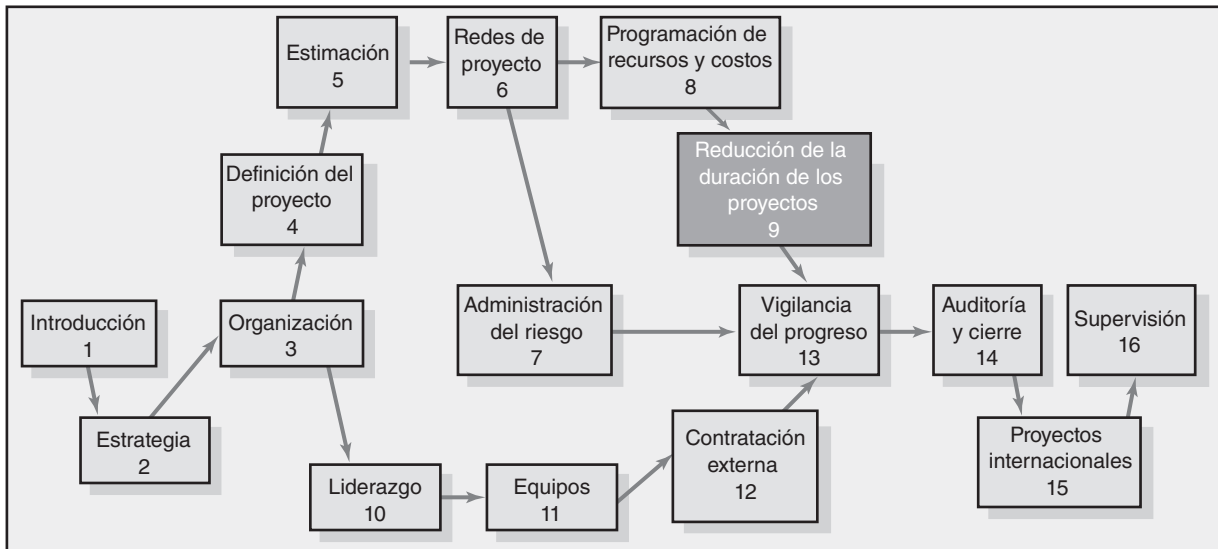 Estimación
5
Redes de
proyecto
6
Programación de
recursos y costos
8
Reducción de la
duración de los
proyectos
9
Definición del
proyecto
4
Introducción
1
Organización
3
Administración
del riesgo
7
Vigilancia
del progreso
13
Auditoría
y cierre
14
Supervisión
16
Estrategia
2
Liderazgo
10
Equipos
11
Contratación
externa
12
Proyectos
internacionales
15